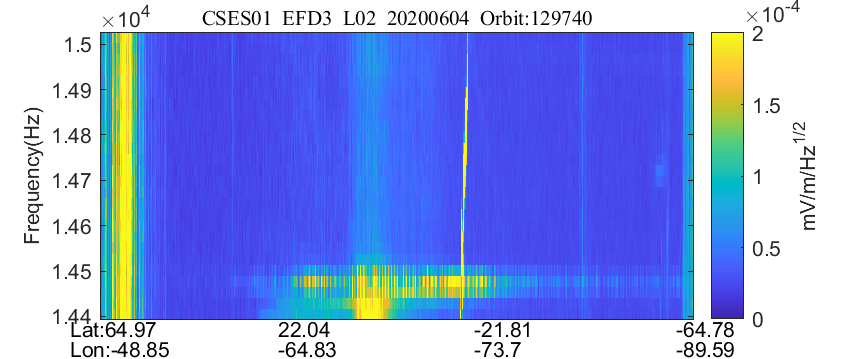 ×10⁴
CSES01 EFD3 L02 20200604 Orbit:129740
×10⁻⁴
1.5
1.49
1.48
1.47
1.46
1.45
1.44
Frequency(Hz)
2
1.5
1
0.5
0
mV/m/Hz^1/2
Lat:64.97 22.04 -21.81 -64.78
Lon:-48.85 -64.83 -73.7 -89.59